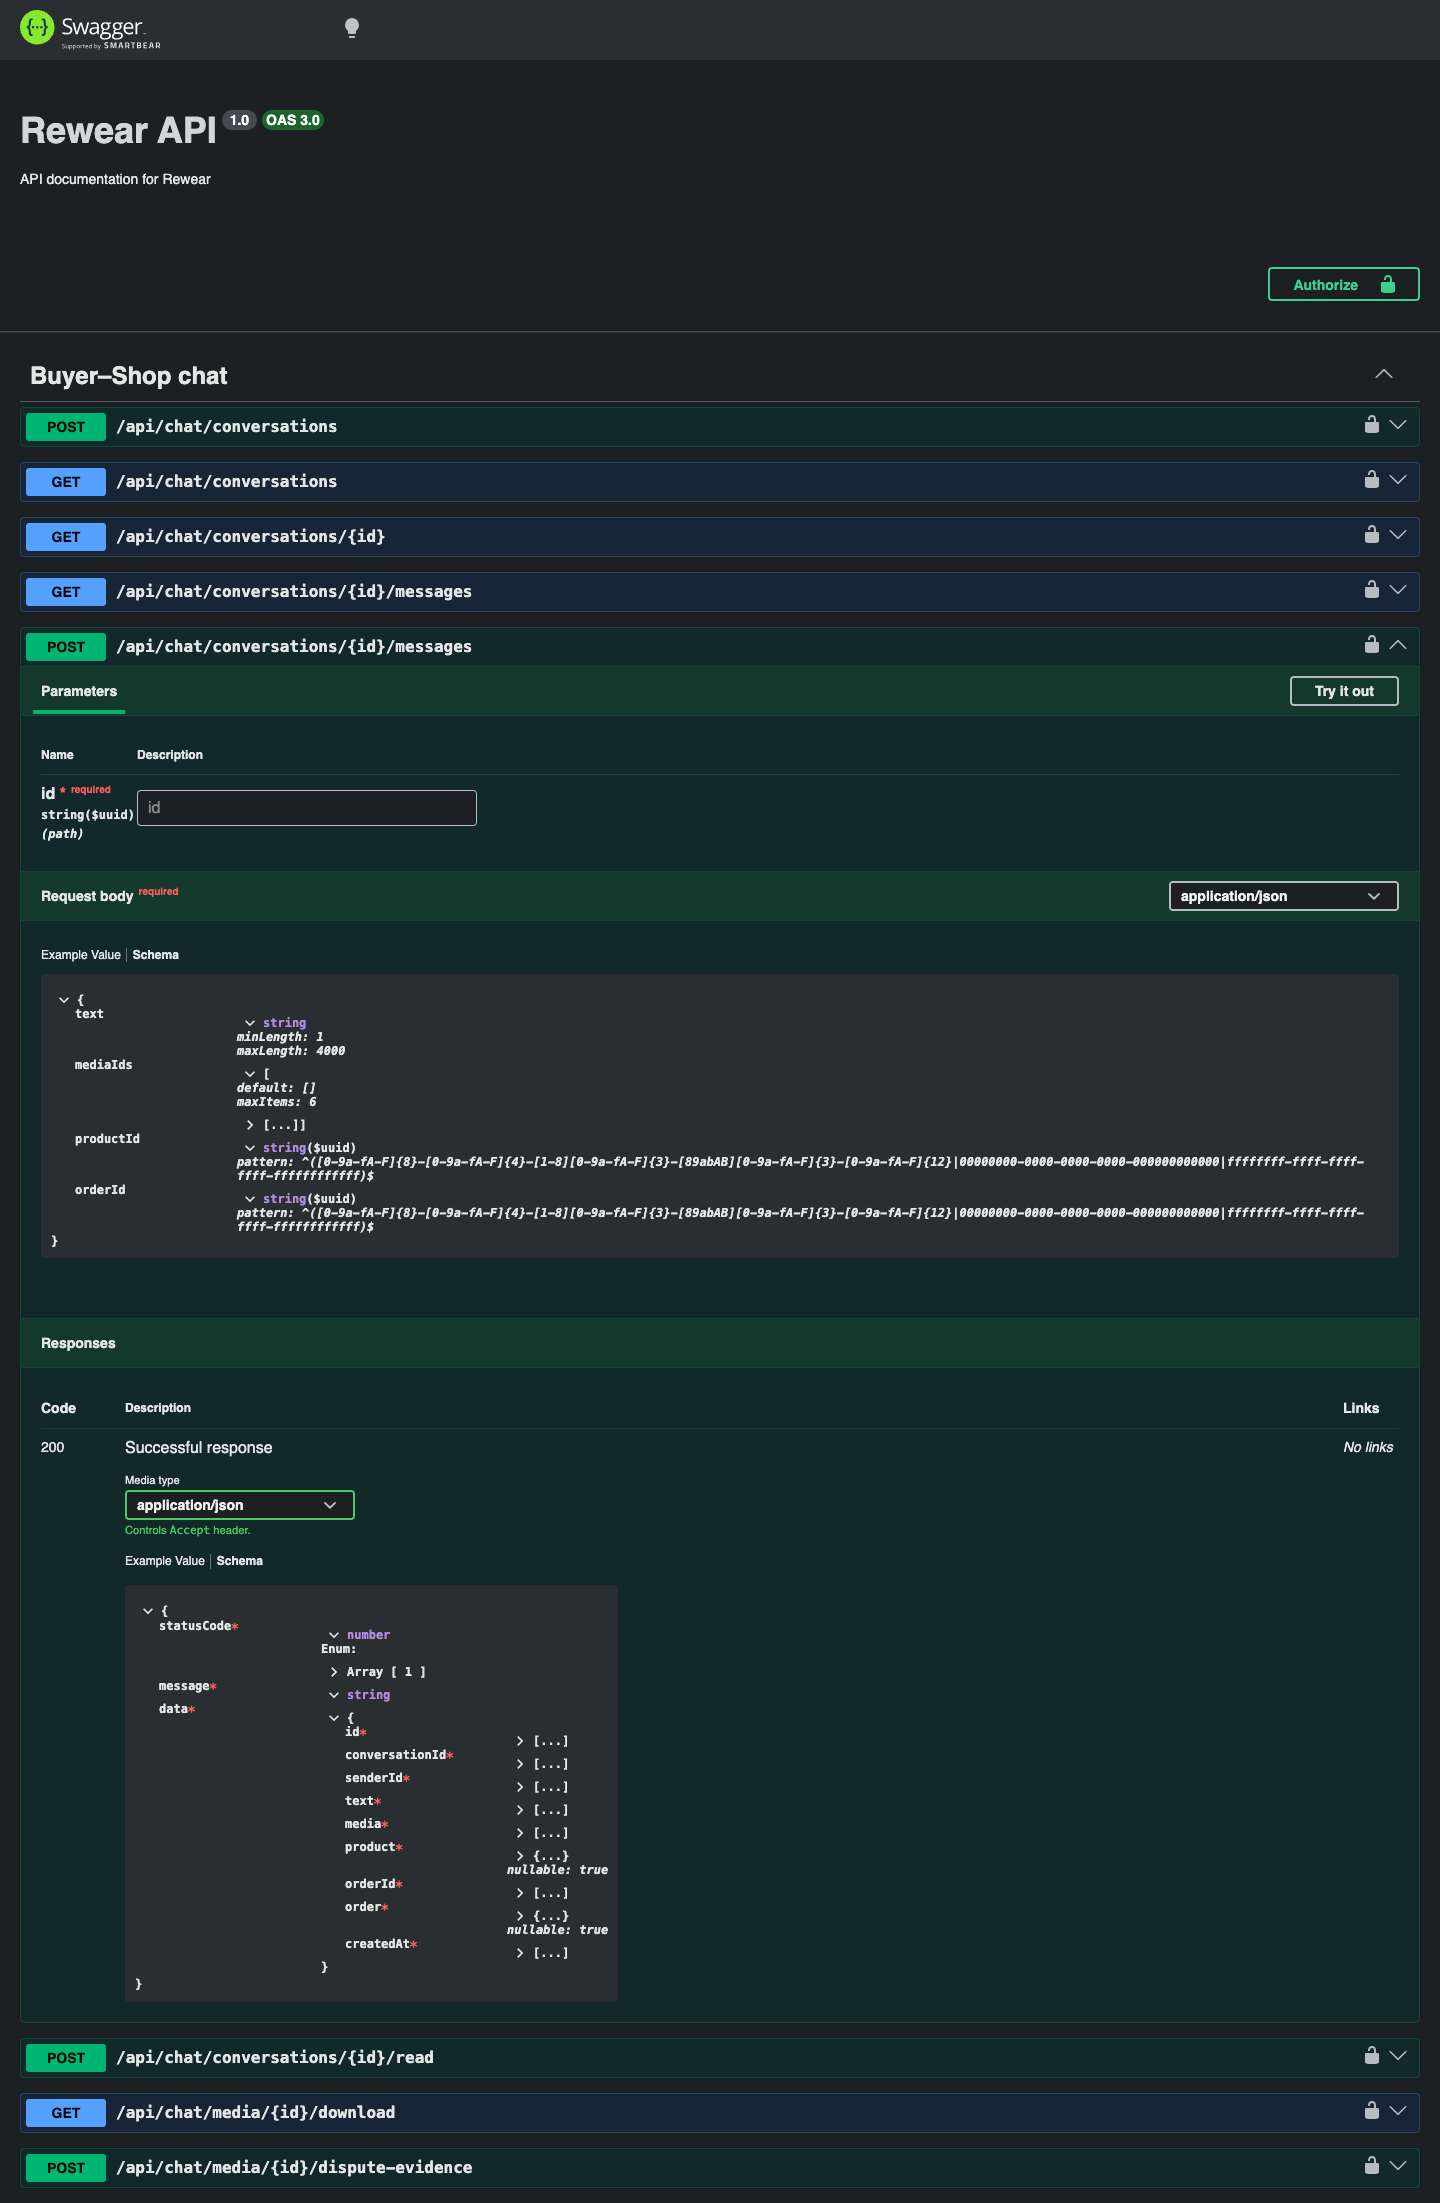 Swagger
Supported by SMARTBEAR
Rewear API 1.0 OAS 3.0
API documentation for Rewear
Authorize
Buyer–Shop chat
POST /api/chat/conversations
GET /api/chat/conversations
GET /api/chat/conversations/{id}
GET /api/chat/conversations/{id}/messages
POST /api/chat/conversations/{id}/messages
Parameters Try it out
Name Description
id * required
string($uuid) id
(path)
Request body required application/json
Example Value | Schema
{
text
string
minLength: 1
maxLength: 4000
mediaIds
[
default: []
maxItems: 6
[...]]
productId
string($uuid)
pattern: ^([0-9a-fA-F]{8}-[0-9a-fA-F]{4}-[1-8][0-9a-fA-F]{3}-[89abAB][0-9a-fA-F]{3}-[0-9a-fA-F]{12}|00000000-0000-0000-0000-000000000000|ffffffff-ffff-ffff-
ffff-ffffffffffff)$
orderId
string($uuid)
pattern: ^([0-9a-fA-F]{8}-[0-9a-fA-F]{4}-[1-8][0-9a-fA-F]{3}-[89abAB][0-9a-fA-F]{3}-[0-9a-fA-F]{12}|00000000-0000-0000-0000-000000000000|ffffffff-ffff-ffff-
ffff-ffffffffffff)$
}
Responses
Code Description Links
200 Successful response No links
Media type
application/json
Controls Accept header.
Example Value | Schema
{
statusCode*
number
Enum:
Array [ 1 ]
message*
string
data*
{
id*
[...]
conversationId*
[...]
senderId*
[...]
text*
[...]
media*
[...]
product*
{...}
nullable: true
orderId*
[...]
order*
{...}
nullable: true
createdAt*
[...]
}
}
POST /api/chat/conversations/{id}/read
GET /api/chat/media/{id}/download
POST /api/chat/media/{id}/dispute-evidence